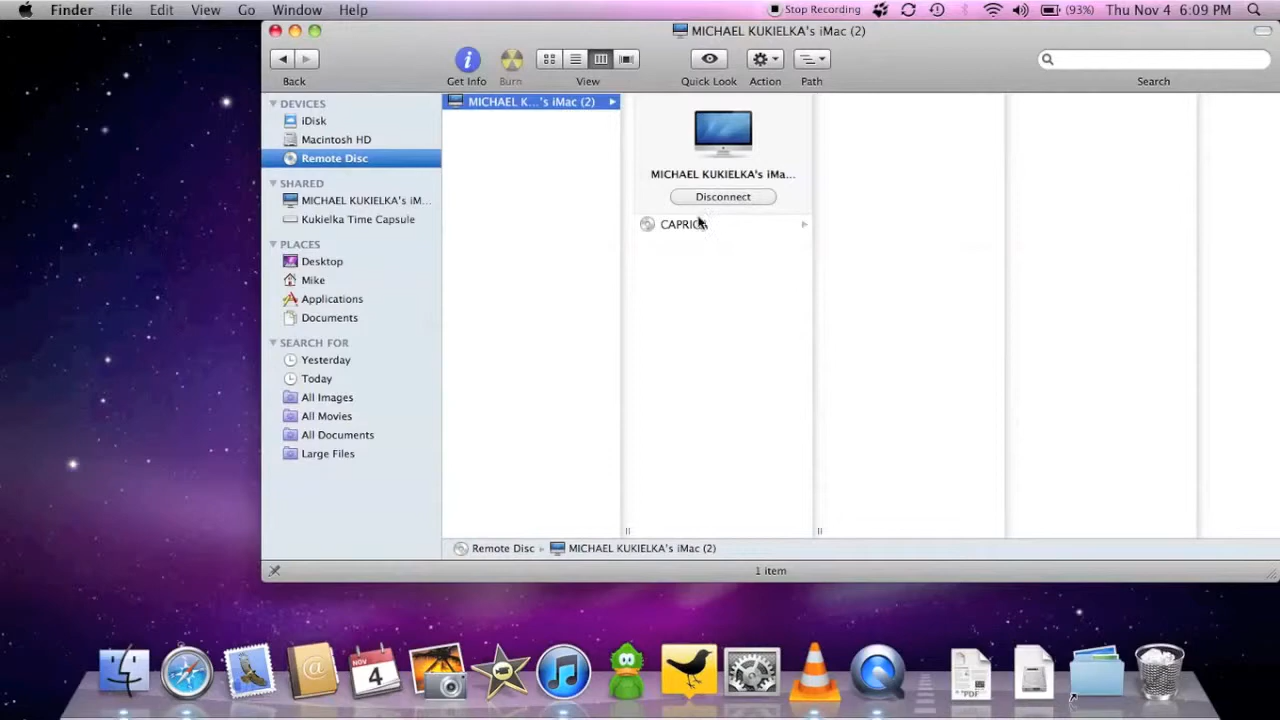 Finder File Edit View Go Window Help Stop Recording (93%) Thu Nov 4 6:09 PM
MICHAEL KUKIELKA's iMac (2)
Back Get Info Burn View Quick Look Action Path Search
DEVICES
iDisk
Macintosh HD
Remote Disc
SHARED
MICHAEL KUKIELKA's iM...
Kukielka Time Capsule
PLACES
Desktop
Mike
Applications
Documents
SEARCH FOR
Yesterday
Today
All Images
All Movies
All Documents
Large Files
MICHAEL K...'s iMac (2)
MICHAEL KUKIELKA's iMa...
Disconnect
Remote Disc MICHAEL KUKIELKA's iMac (2)
1 item
NOV
4
PDF